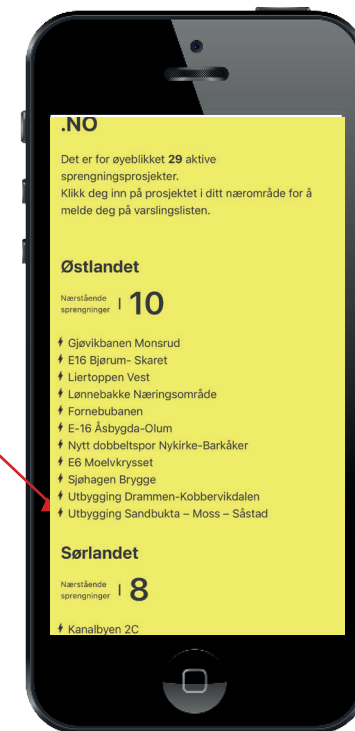 .NO
Det er for øyeblikket 29 aktive
sprengningsprosjekter.
Klikk deg inn på prosjektet i ditt nærområde for å
melde deg på varslingslisten.
Østlandet
Nærstående
sprengninger | 10
Gjøvikbanen Monsrud
E16 Bjørum- Skaret
Liertoppen Vest
Lønnebakke Næringsområde
Fornebubanen
E-16 Åsbygda-Olum
Nytt dobbeltspor Nykirke-Barkåker
E6 Moelvkrysset
Sjøhagen Brygge
Utbygging Drammen-Kobbervikdalen
Utbygging Sandbukta – Moss – Såstad
Sørlandet
Nærstående
sprengninger | 8
Kanalbyen 2C